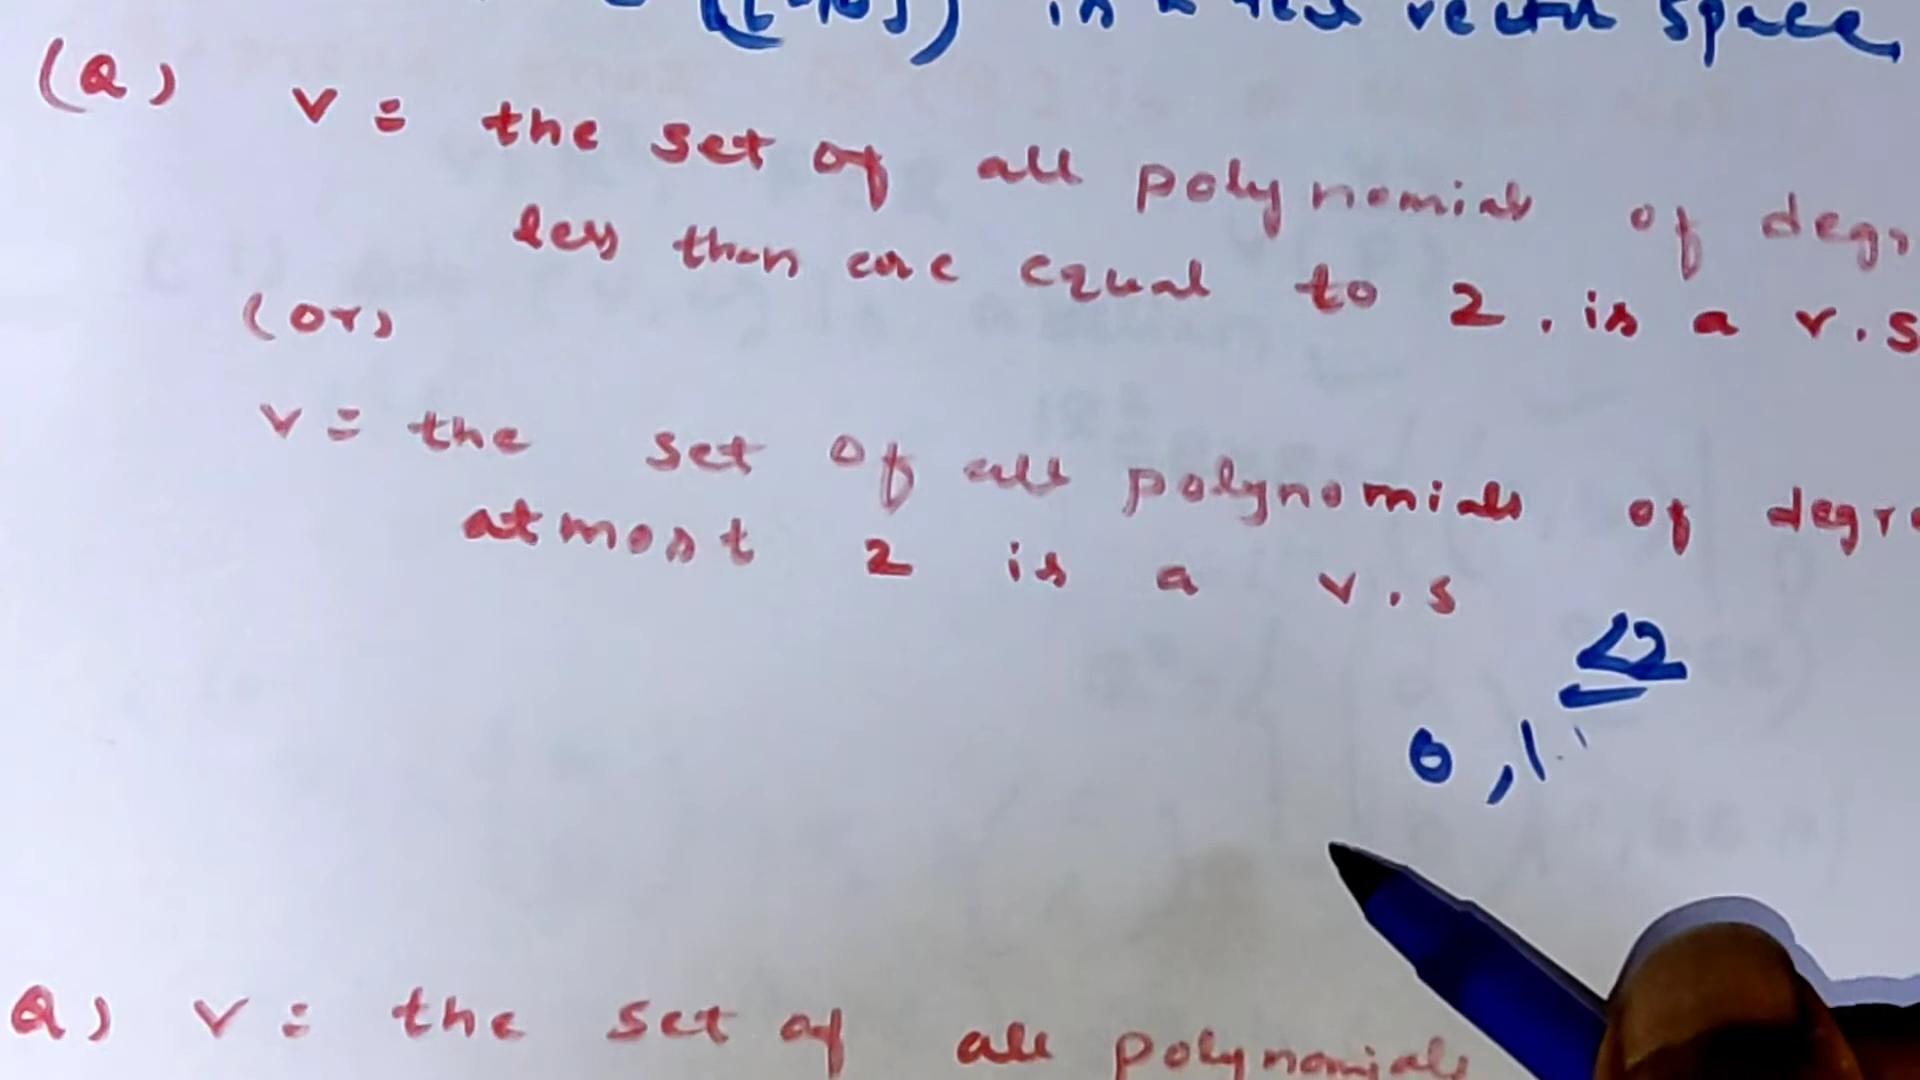 in a vector space
(Q) V = the set of all polynomials of degr
less than are equal to 2. is a v.s
(or)
V = the set of all polynomials of degre
atmost 2 is a v.s
≤2
0, 1
Q) V = the set of all polynomials